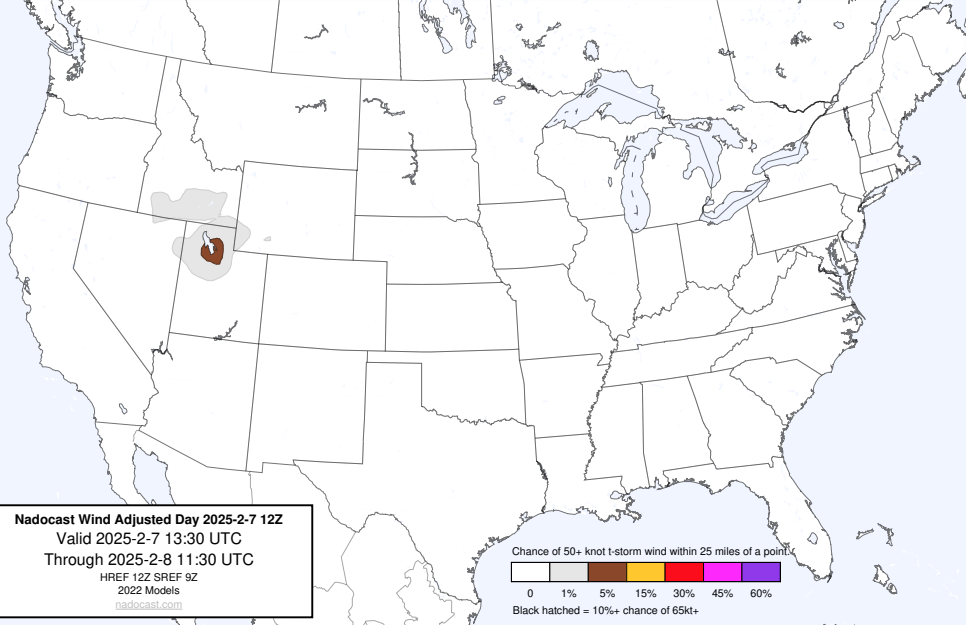 Nadocast Wind Adjusted Day 2025-2-7 12Z
Valid 2025-2-7 13:30 UTC
Through 2025-2-8 11:30 UTC
HREF 12Z SREF 9Z
2022 Models
nadocast.com
Chance of 50+ knot t-storm wind within 25 miles of a point.
0 1% 5% 15% 30% 45% 60%
Black hatched = 10%+ chance of 65kt+